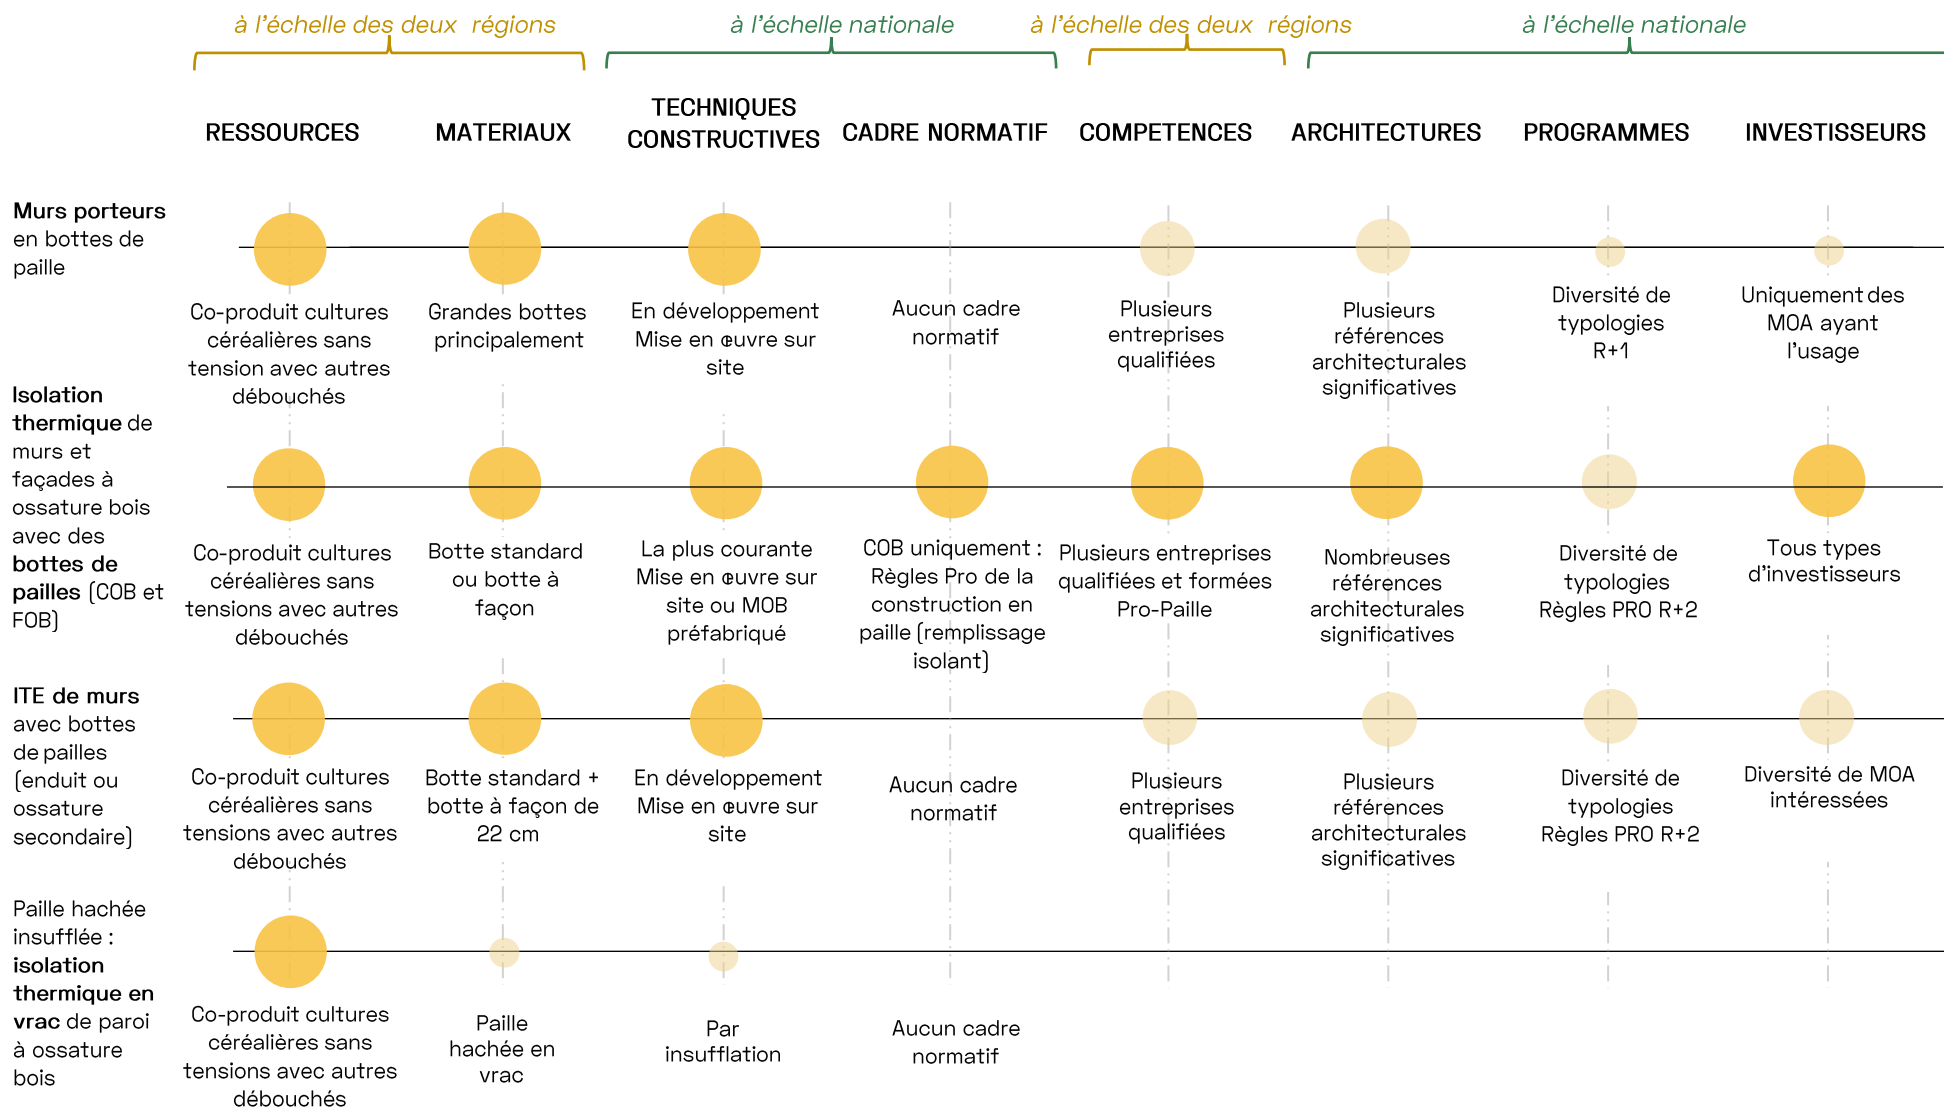 à l'échelle des deux régions
à l'échelle nationale
à l'échelle des deux régions
à l'échelle nationale
RESSOURCES
MATERIAUX
TECHNIQUES
CONSTRUCTIVES
CADRE NORMATIF
COMPETENCES
ARCHITECTURES
PROGRAMMES
INVESTISSEURS
Murs porteurs
en bottes de
paille
Co-produit cultures
céréalières sans
tension avec autres
débouchés
Grandes bottes
principalement
En développement
Mise en œuvre sur
site
Aucun cadre
normatif
Plusieurs
entreprises
qualifiées
Plusieurs
références
architecturales
significatives
Diversité de
typologies
R+1
Uniquement des
MOA ayant
l'usage
Isolation
thermique de
murs et
façades à
ossature bois
avec des
bottes de
pailles (COB et
FOB)
Co-produit cultures
céréalières sans
tensions avec autres
débouchés
Botte standard
ou botte à
façon
La plus courante
Mise en œuvre sur
site ou MOB
préfabriqué
COB uniquement :
Règles Pro de la
construction en
paille (remplissage
isolant)
Plusieurs entreprises
qualifiées et formées
Pro-Paille
Nombreuses
références
architecturales
significatives
Diversité de
typologies
Règles PRO R+2
Tous types
d'investisseurs
ITE de murs
avec bottes
de pailles
(enduit ou
ossature
secondaire)
Co-produit cultures
céréalières sans
tensions avec autres
débouchés
Botte standard +
botte à façon de
22 cm
En développement
Mise en œuvre sur
site
Aucun cadre
normatif
Plusieurs
entreprises
qualifiées
Plusieurs
références
architecturales
significatives
Diversité de
typologies
Règles PRO R+2
Diversité de MOA
intéressées
Paille hachée
insufflée :
isolation
thermique en
vrac de paroi
à ossature
bois
Co-produit cultures
céréalières sans
tensions avec autres
débouchés
Paille
hachée en
vrac
Par
insufflation
Aucun cadre
normatif